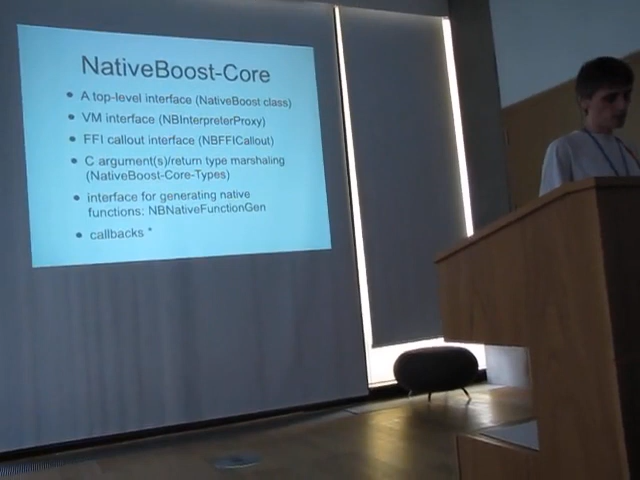 NativeBoost-Core
• A top-level interface (NativeBoost class)
• VM interface (NBInterpreterProxy)
• FFI callout interface (NBFFICallout)
• C argument(s)/return type marshaling
(NativeBoost-Core-Types)
• interface for generating native
functions: NBNativeFunctionGen
• callbacks *